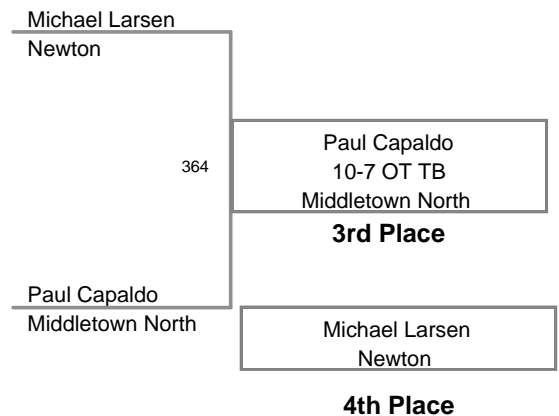 Michael Larsen
Newton
364
Paul Capaldo
10-7 OT TB
Middletown North
3rd Place
Paul Capaldo
Middletown North
Michael Larsen
Newton
4th Place